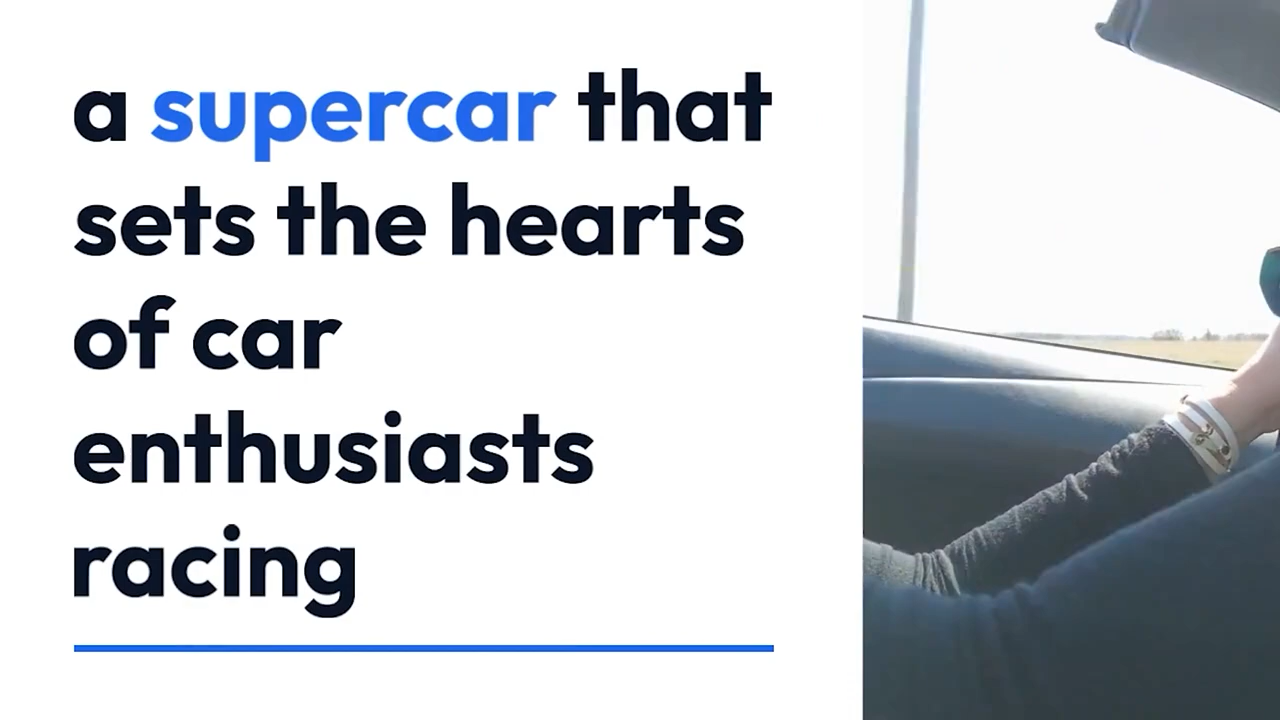 a supercar that
sets the hearts
of car
enthusiasts
racing